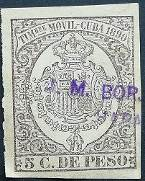 TIMBRE MOVIL-CUBA 1890
J. M. BOR
5 C. DE PESO